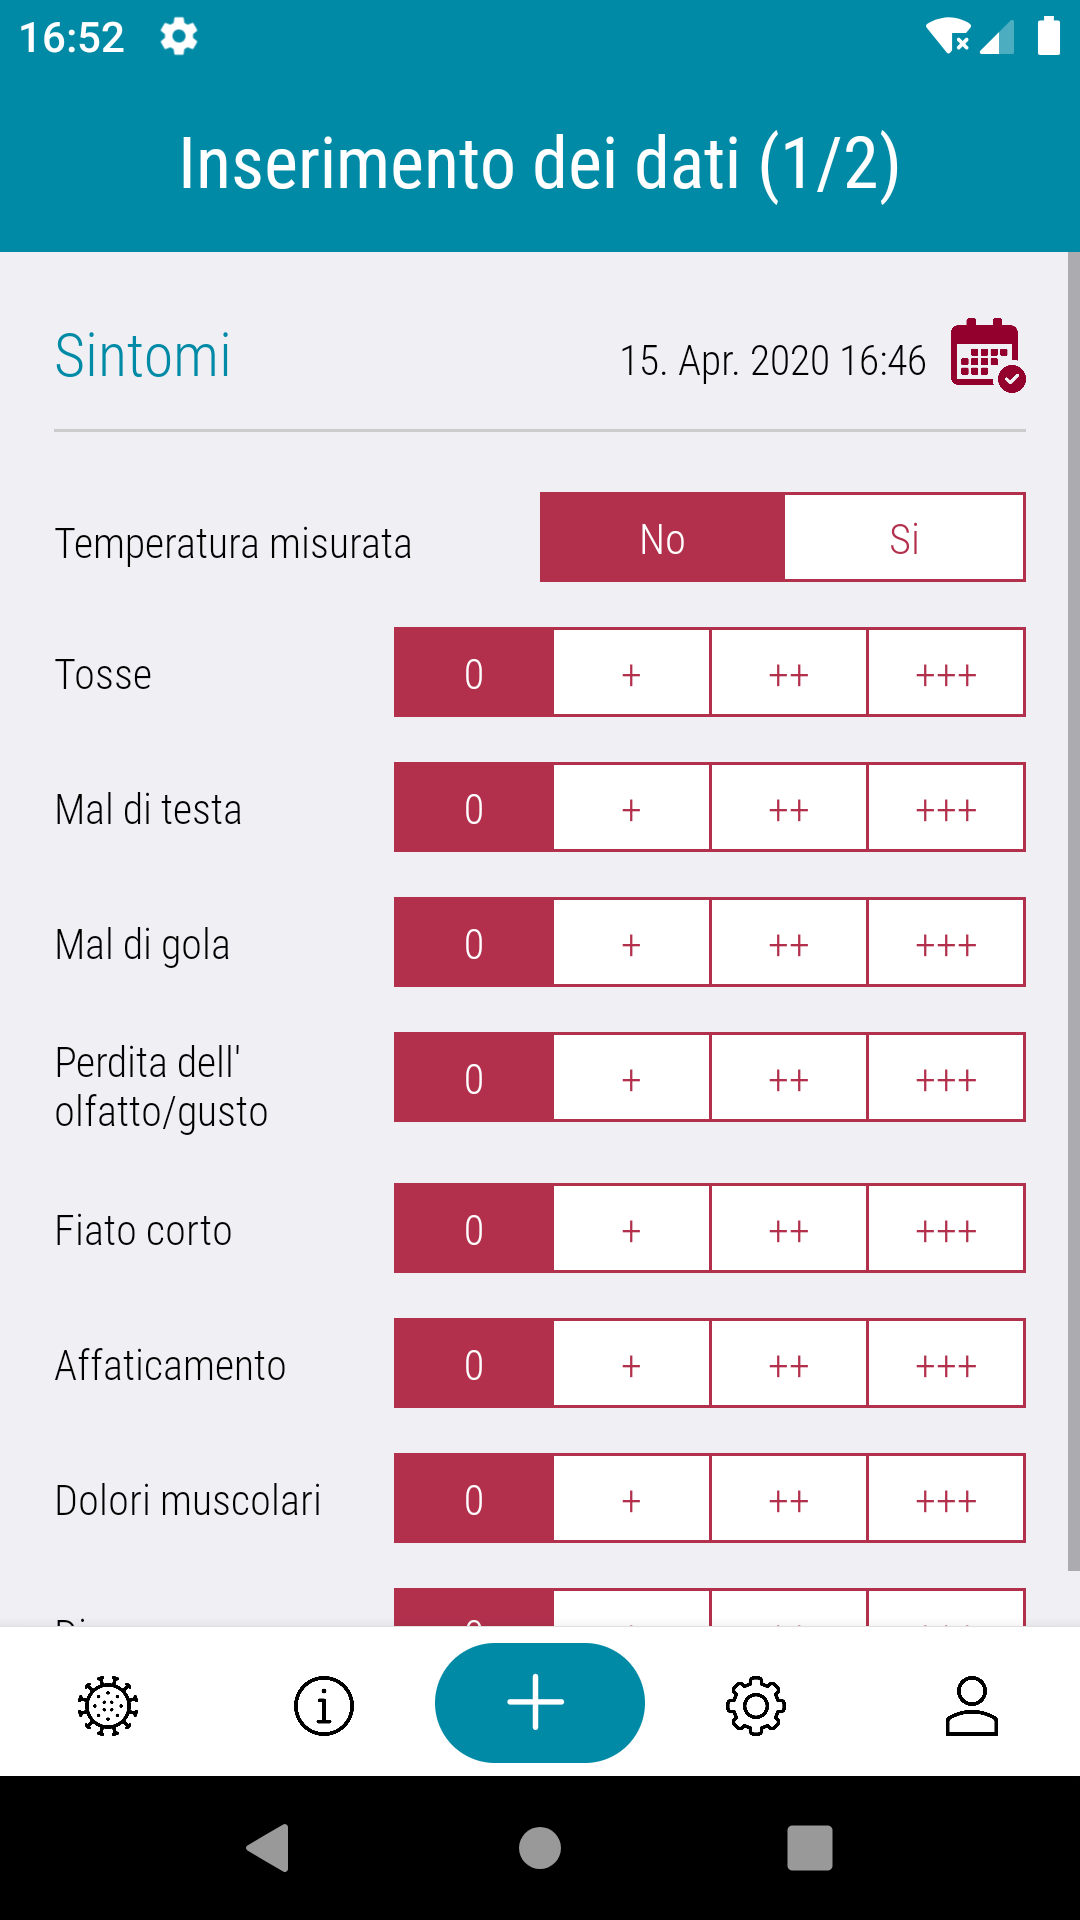 16:52
Inserimento dei dati (1/2)
Sintomi
15. Apr. 2020 16:46
Temperatura misurata No Si
Tosse 0 + ++ +++
Mal di testa 0 + ++ +++
Mal di gola 0 + ++ +++
Perdita dell'
olfatto/gusto 0 + ++ +++
Fiato corto 0 + ++ +++
Affaticamento 0 + ++ +++
Dolori muscolari 0 + ++ +++